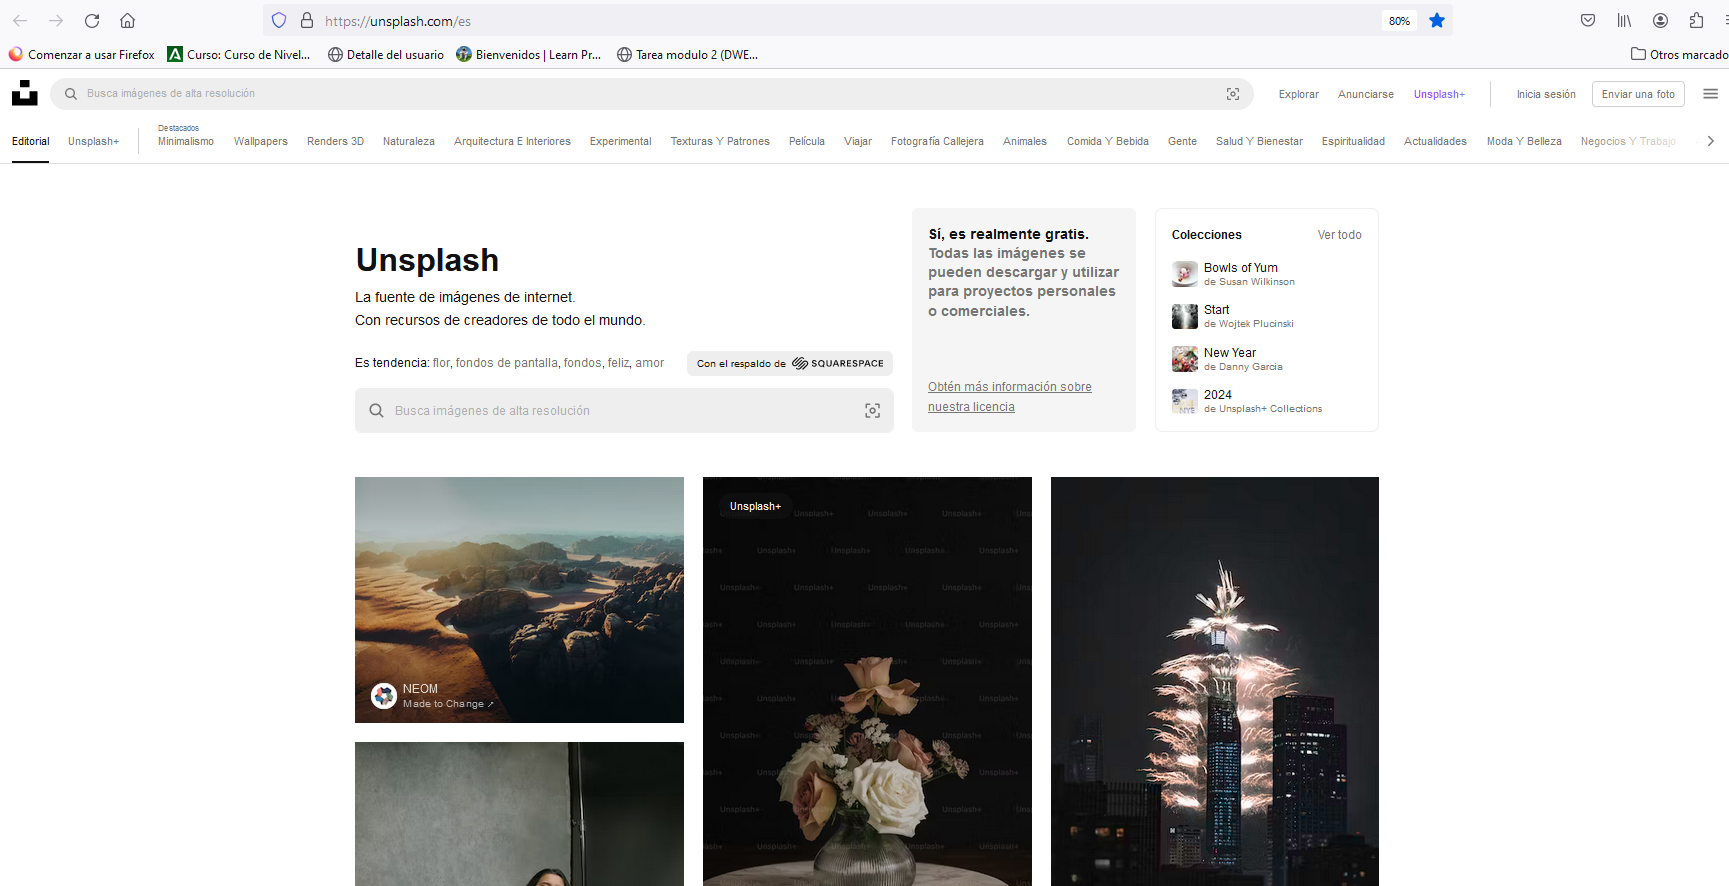 https://unsplash.com/es
80%
Comenzar a usar Firefox
Curso: Curso de Nivel...
Detalle del usuario
Bienvenidos | Learn Pr...
Tarea modulo 2 (DWE...
Otros marcado
Busca imágenes de alta resolución
Explorar
Anunciarse
Unsplash+
Inicia sesión
Enviar una foto
Editorial
Unsplash+
Destacados
Minimalismo
Wallpapers
Renders 3D
Naturaleza
Arquitectura E Interiores
Experimental
Texturas Y Patrones
Película
Viajar
Fotografía Callejera
Animales
Comida Y Bebida
Gente
Salud Y Bienestar
Espiritualidad
Actualidades
Moda Y Belleza
Negocios Y Trabajo
Unsplash
La fuente de imágenes de internet.
Con recursos de creadores de todo el mundo.
Es tendencia: flor, fondos de pantalla, fondos, feliz, amor
Con el respaldo de SQUARESPACE
Busca imágenes de alta resolución
Sí, es realmente gratis.
Todas las imágenes se
pueden descargar y utilizar
para proyectos personales
o comerciales.
Obtén más información sobre
nuestra licencia
Colecciones
Ver todo
Bowls of Yum
de Susan Wilkinson
Start
de Wojtek Plucinski
New Year
de Danny Garcia
2024
de Unsplash+ Collections
NEOM
Made to Change ↗
Unsplash+